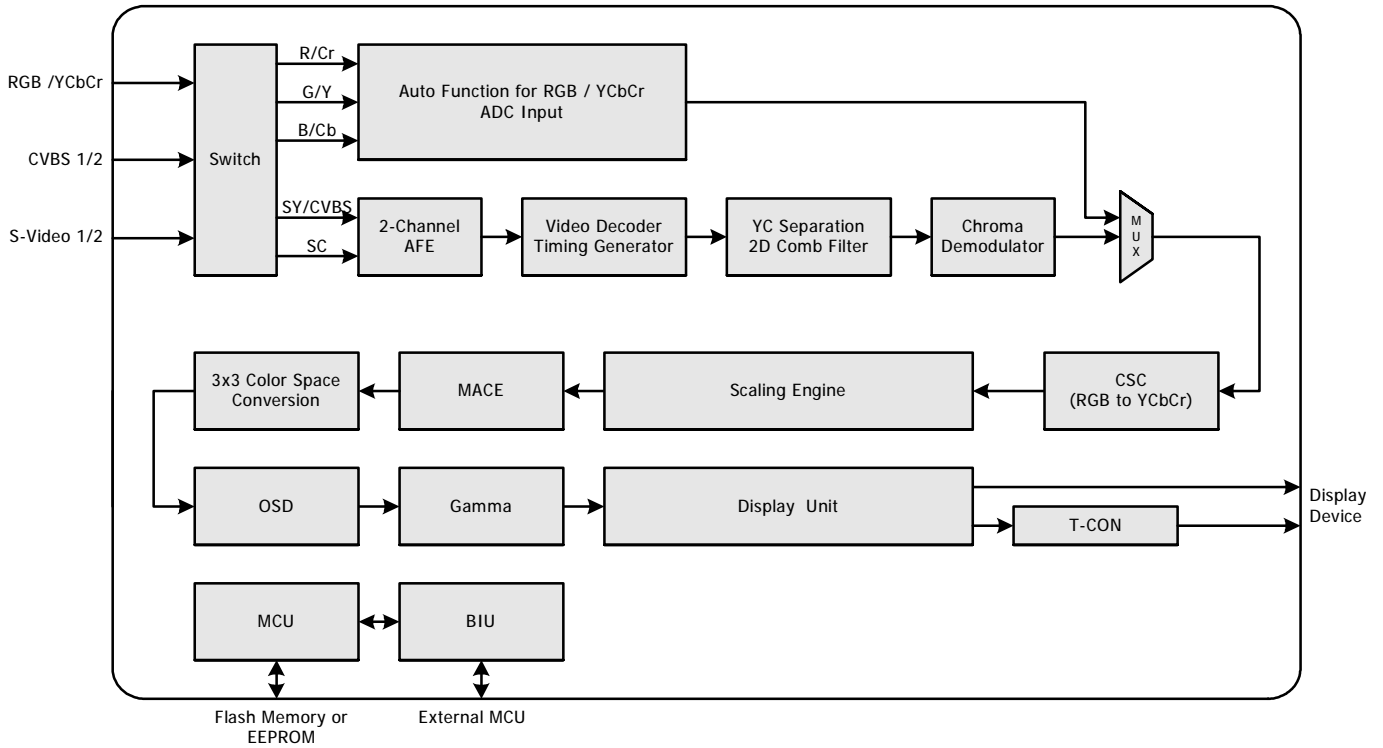 RGB /YCbCr
CVBS 1/2
S-Video 1/2
Switch
R/Cr
G/Y
B/Cb
SY/CVBS
SC
Auto Function for RGB / YCbCr
ADC Input
2-Channel
AFE
Video Decoder
Timing Generator
YC Separation
2D Comb Filter
Chroma
Demodulator
M
U
X
3x3 Color Space
Conversion
MACE
Scaling Engine
CSC
(RGB to YCbCr)
OSD
Gamma
Display Unit
T-CON
Display
Device
MCU
BIU
Flash Memory or
EEPROM
External MCU